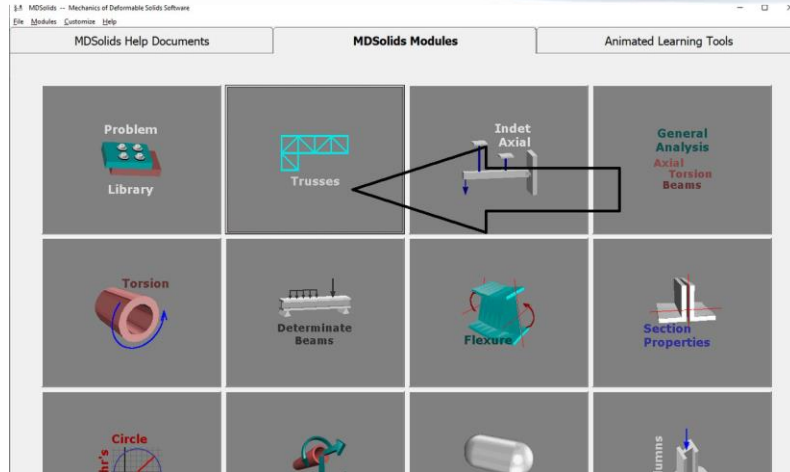 MDSolids -- Mechanics of Deformable Solids Software
File Modules Customize Help
MDSolids Help Documents
MDSolids Modules
Animated Learning Tools
Problem
Library
Trusses
Indet
Axial
General
Analysis
Axial
Torsion
Beams
Torsion
Determinate
Beams
Flexure
Section
Properties
Circle